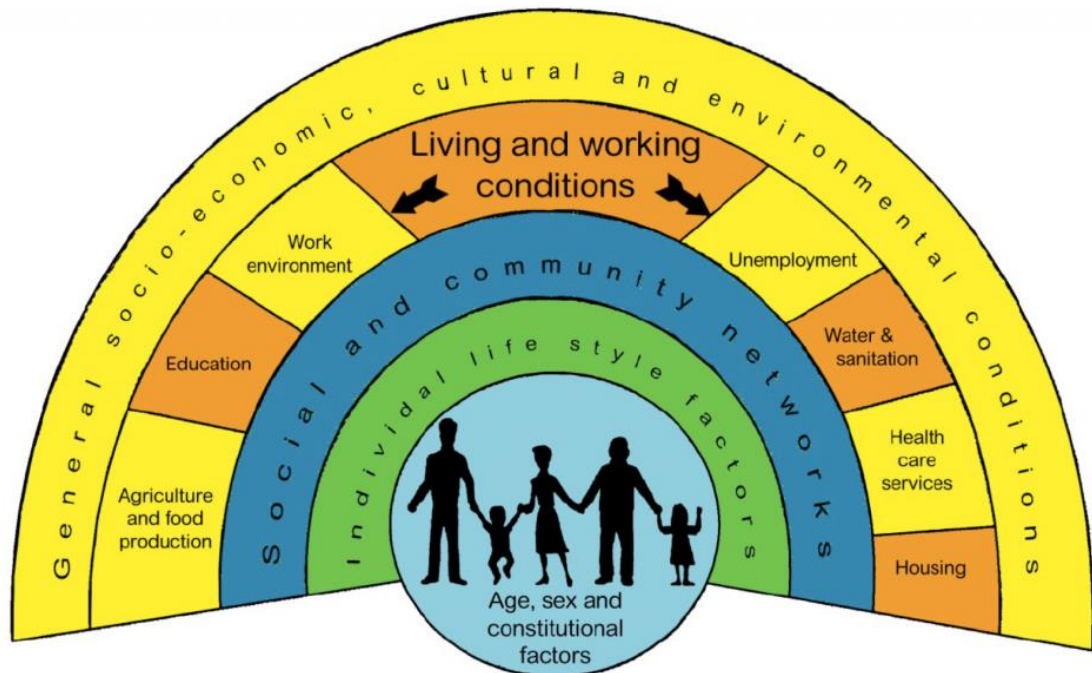 General socio-economic, cultural and environmental conditions
Living and working
conditions
Work
environment
Unemployment
Education
Water &
sanitation
Agriculture
and food
production
Health
care
services
Housing
Social and community networks
Individal life style factors
Age, sex and
constitutional
factors